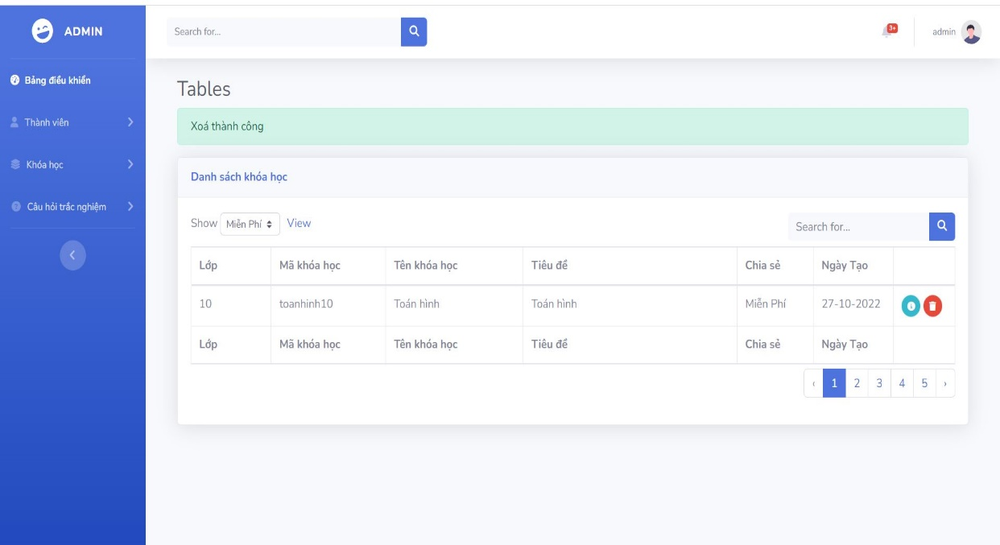 ADMIN
Search for...
3+
admin
Bảng điều khiển
Thành viên
Khóa học
Câu hỏi trắc nghiệm
Tables
Xoá thành công
Danh sách khóa học
Show Miễn Phí View
Search for...
Lớp Mã khóa học Tên khóa học Tiêu đề Chia sẻ Ngày Tạo
10 toanhinh10 Toán hình Toán hình Miễn Phí 27-10-2022
Lớp Mã khóa học Tên khóa học Tiêu đề Chia sẻ Ngày Tạo
‹ 1 2 3 4 5 ›